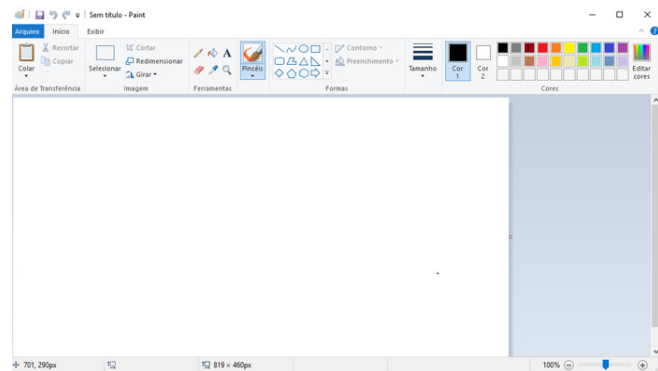 Sem título - Paint
Arquivo Início Exibir
Colar
Recortar
Copiar
Área de Transferência
Selecionar
Cortar
Redimensionar
Girar
Imagem
A
Ferramentas
Pincéis
Contorno
Preenchimento
Formas
Tamanho
Cor 1
Cor 2
Editar cores
Cores
701, 290px
819 × 460px
100%